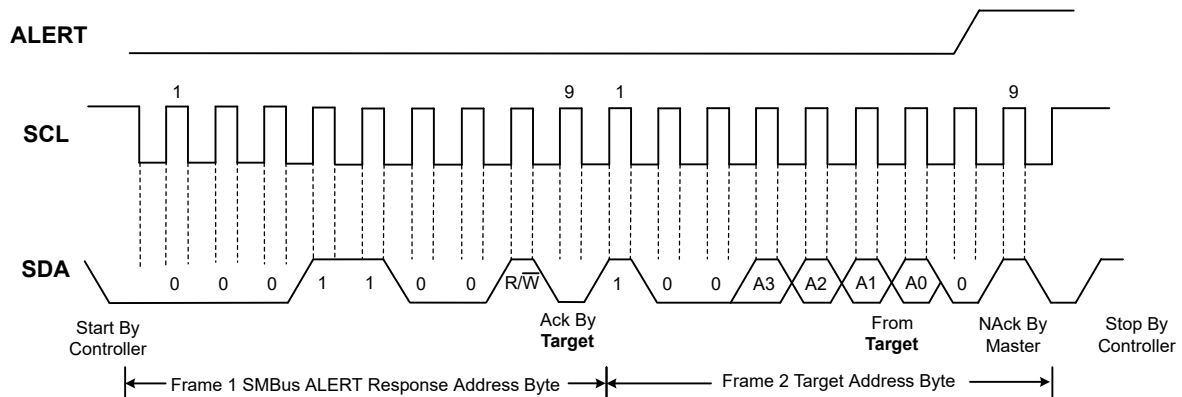 ALERT
1 9 1 9
SCL
SDA
0 0 0 1 1 0 0 R/W̅ 1 0 0 A3 A2 A1 A0 0
Start By
Controller
Ack By
Target
From
Target
NAck By
Master
Stop By
Controller
Frame 1 SMBus ALERT Response Address Byte
Frame 2 Target Address Byte